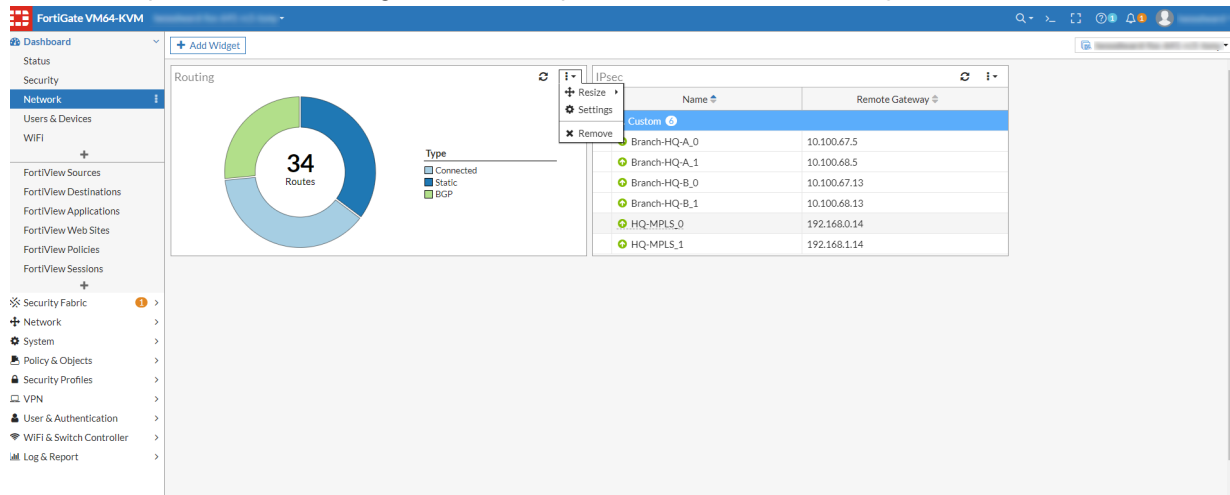 FortiGate VM64-KVM
Dashboard
Status
Security
Network
Users & Devices
WiFi
+
FortiView Sources
FortiView Destinations
FortiView Applications
FortiView Web Sites
FortiView Policies
FortiView Sessions
+
Security Fabric 1
Network
System
Policy & Objects
Security Profiles
VPN
User & Authentication
WiFi & Switch Controller
Log & Report
+ Add Widget
Routing
Resize
Settings
Remove
34
Routes
Type
Connected
Static
BGP
IPsec
Name Remote Gateway
Custom 6
Branch-HQ-A_0 10.100.67.5
Branch-HQ-A_1 10.100.68.5
Branch-HQ-B_0 10.100.67.13
Branch-HQ-B_1 10.100.68.13
HQ-MPLS_0 192.168.0.14
HQ-MPLS_1 192.168.1.14